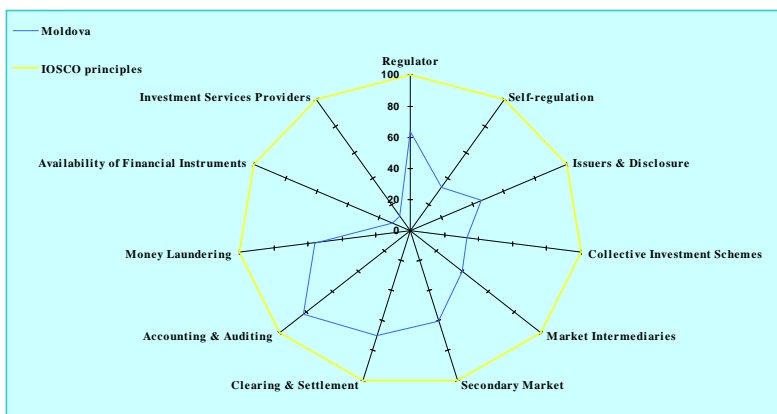 Moldova
IOSCO principles
Regulator
Self-regulation
Issuers & Disclosure
Collective Investment Schemes
Market Intermediaries
Secondary Market
Clearing & Settlement
Accounting & Auditing
Money Laundering
Availability of Financial Instruments
Investment Services Providers
100
80
60
40
20
0